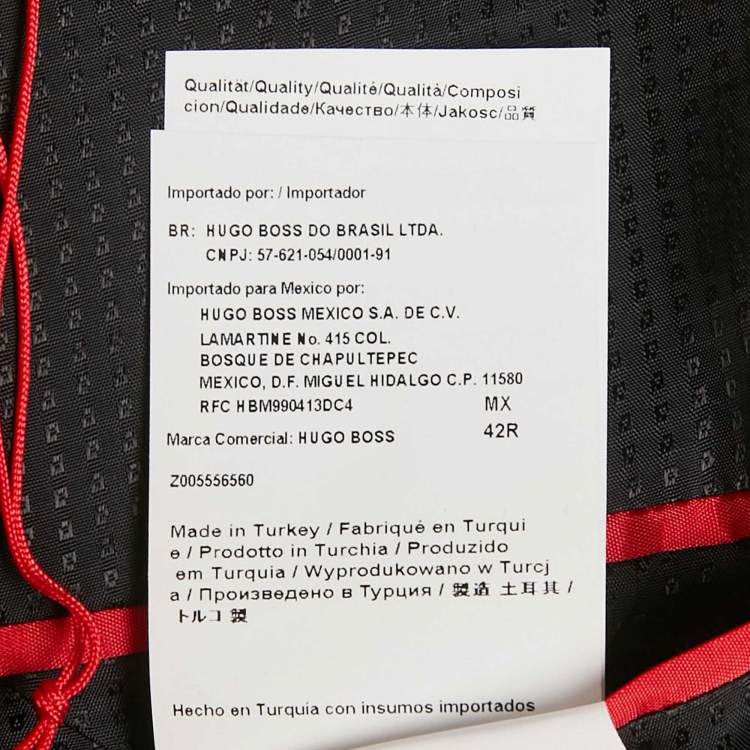 Qualität/Quality/Qualité/Qualità/Composi
cion/Qualidade/Качество/本体/Jakosc/品質
Importado por: / Importador
BR: HUGO BOSS DO BRASIL LTDA.
CNPJ: 57-621-054/0001-91
Importado para Mexico por:
HUGO BOSS MEXICO S.A. DE C.V.
LAMARTINE No. 415 COL.
BOSQUE DE CHAPULTEPEC
MEXICO, D.F. MIGUEL HIDALGO C.P. 11580
RFC HBM990413DC4 MX
Marca Comercial: HUGO BOSS 42R
Z005556560
Made in Turkey / Fabriqué en Turqui
e / Prodotto in Turchia / Produzido
em Turquia / Wyprodukowano w Turcj
a / Произведено в Турция / 製造 土耳其 /
トルコ 製
Hecho en Turquia con insumos importados